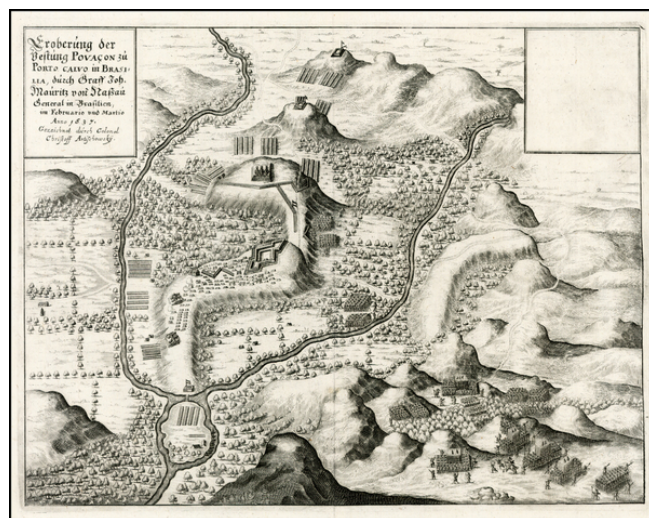 Eroberung der
Vestung POVAÇON zu
PORTO CALVO in BRASI-
LIA, durch Graff Joh.
Mauritz von Naßau
General in Brasilien,
im Februario und Martio
Anno 1637.
Gezeichnet durch Colonel
Christoff